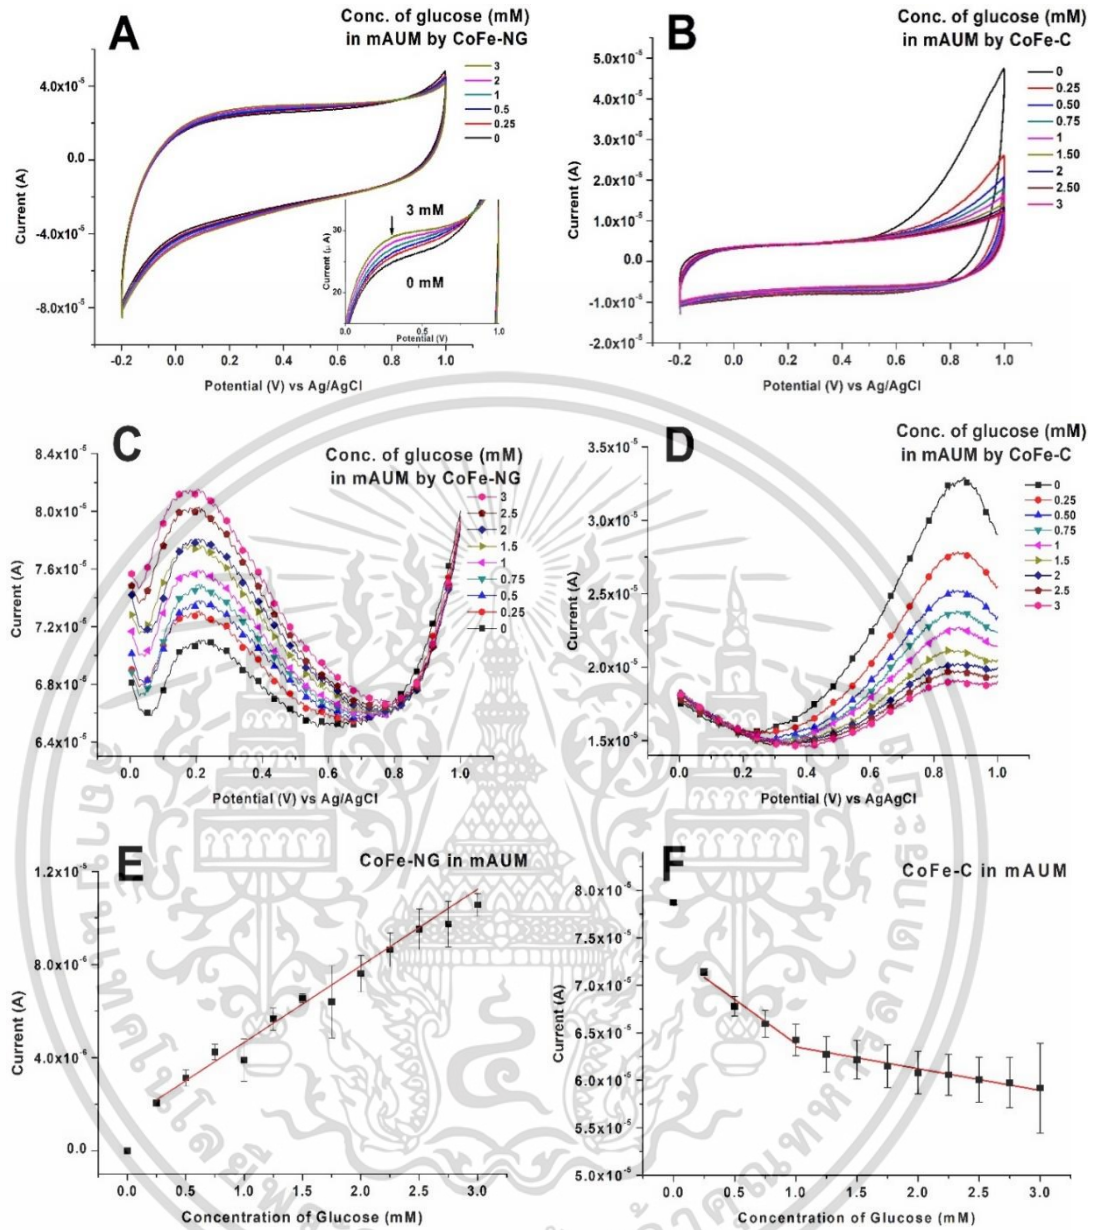 A
Conc. of glucose (mM)
in mAUM by CoFe-NG
3
2
1
0.5
0.25
0
4.0x10⁻⁵
0.0
-4.0x10⁻⁵
-8.0x10⁻⁵
Current (A)
-0.2 0.0 0.2 0.4 0.6 0.8 1.0
Potential (V) vs Ag/AgCl
3 mM
0 mM
30
20
Current (μ A)
0.0 0.5 1.0
Potential (V)
B
Conc. of glucose (mM)
in mAUM by CoFe-C
0
0.25
0.50
0.75
1
1.50
2
2.50
3
5.0x10⁻⁵
4.0x10⁻⁵
3.0x10⁻⁵
2.0x10⁻⁵
1.0x10⁻⁵
0.0
-1.0x10⁻⁵
-2.0x10⁻⁵
Current (A)
-0.2 0.0 0.2 0.4 0.6 0.8 1.0
Potential (V) vs Ag/AgCl
C
Conc. of glucose (mM)
in mAUM by CoFe-NG
3
2.5
2
1.5
1
0.75
0.5
0.25
0
8.4x10⁻⁵
8.0x10⁻⁵
7.6x10⁻⁵
7.2x10⁻⁵
6.8x10⁻⁵
6.4x10⁻⁵
Current (A)
0.0 0.2 0.4 0.6 0.8 1.0
Potential (V) vs Ag/AgCl
D
Conc. of glucose (mM)
in mAUM by CoFe-C
0
0.25
0.50
0.75
1
1.5
2
2.5
3
3.5x10⁻⁵
3.0x10⁻⁵
2.5x10⁻⁵
2.0x10⁻⁵
1.5x10⁻⁵
Current (A)
0.0 0.2 0.4 0.6 0.8 1.0
Potential (V) vs AgAgCl
E
CoFe-NG in mAUM
1.2x10⁻⁵
8.0x10⁻⁶
4.0x10⁻⁶
0.0
Current (A)
0.0 0.5 1.0 1.5 2.0 2.5 3.0
Concentration of Glucose (mM)
F
CoFe-C in mAUM
8.0x10⁻⁵
7.5x10⁻⁵
7.0x10⁻⁵
6.5x10⁻⁵
6.0x10⁻⁵
5.5x10⁻⁵
5.0x10⁻⁵
Current (A)
0.0 0.5 1.0 1.5 2.0 2.5 3.0
Concentration of Glucose (mM)